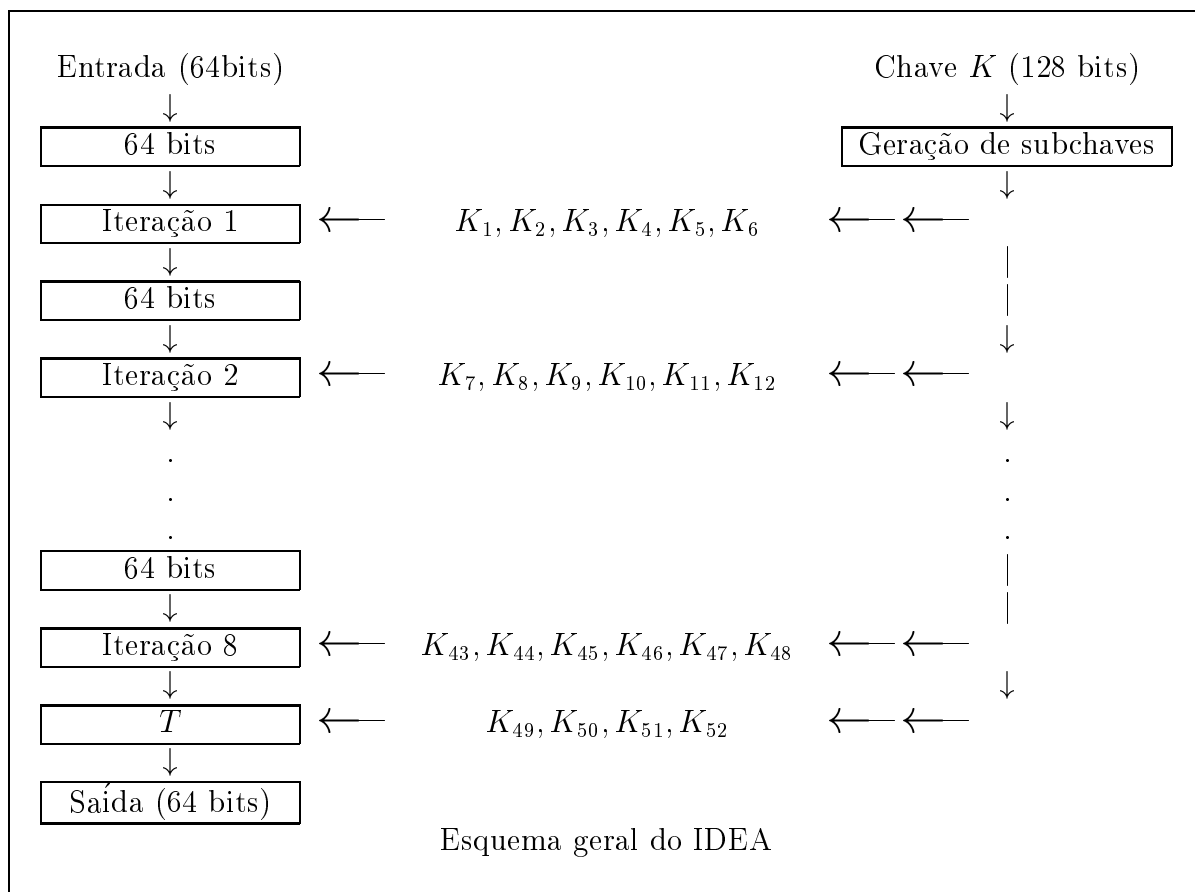 Entrada (64bits) Chave K (128 bits)
64 bits Geração de subchaves
Iteração 1 K₁, K₂, K₃, K₄, K₅, K₆
64 bits
Iteração 2 K₇, K₈, K₉, K₁₀, K₁₁, K₁₂
64 bits
Iteração 8 K₄₃, K₄₄, K₄₅, K₄₆, K₄₇, K₄₈
T K₄₉, K₅₀, K₅₁, K₅₂
Saída (64 bits)
Esquema geral do IDEA